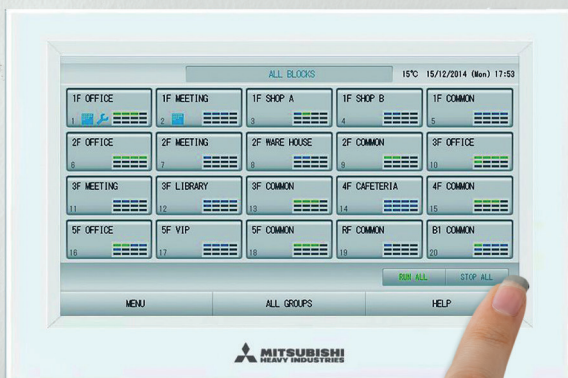 ALL BLOCKS 15°C 15/12/2014 (Mon) 17:53
1F OFFICE 1F MEETING 1F SHOP A 1F SHOP B 1F COMMON
1 2 3 4 5
2F OFFICE 2F MEETING 2F WARE HOUSE 2F COMMON 3F OFFICE
6 7 8 9 10
3F MEETING 3F LIBRARY 3F COMMON 4F CAFETERIA 4F COMMON
11 12 13 14 15
5F OFFICE 5F VIP 5F COMMON RF COMMON B1 COMMON
16 17 18 19 20
RUN ALL STOP ALL
MENU ALL GROUPS HELP
MITSUBISHI
HEAVY INDUSTRIES